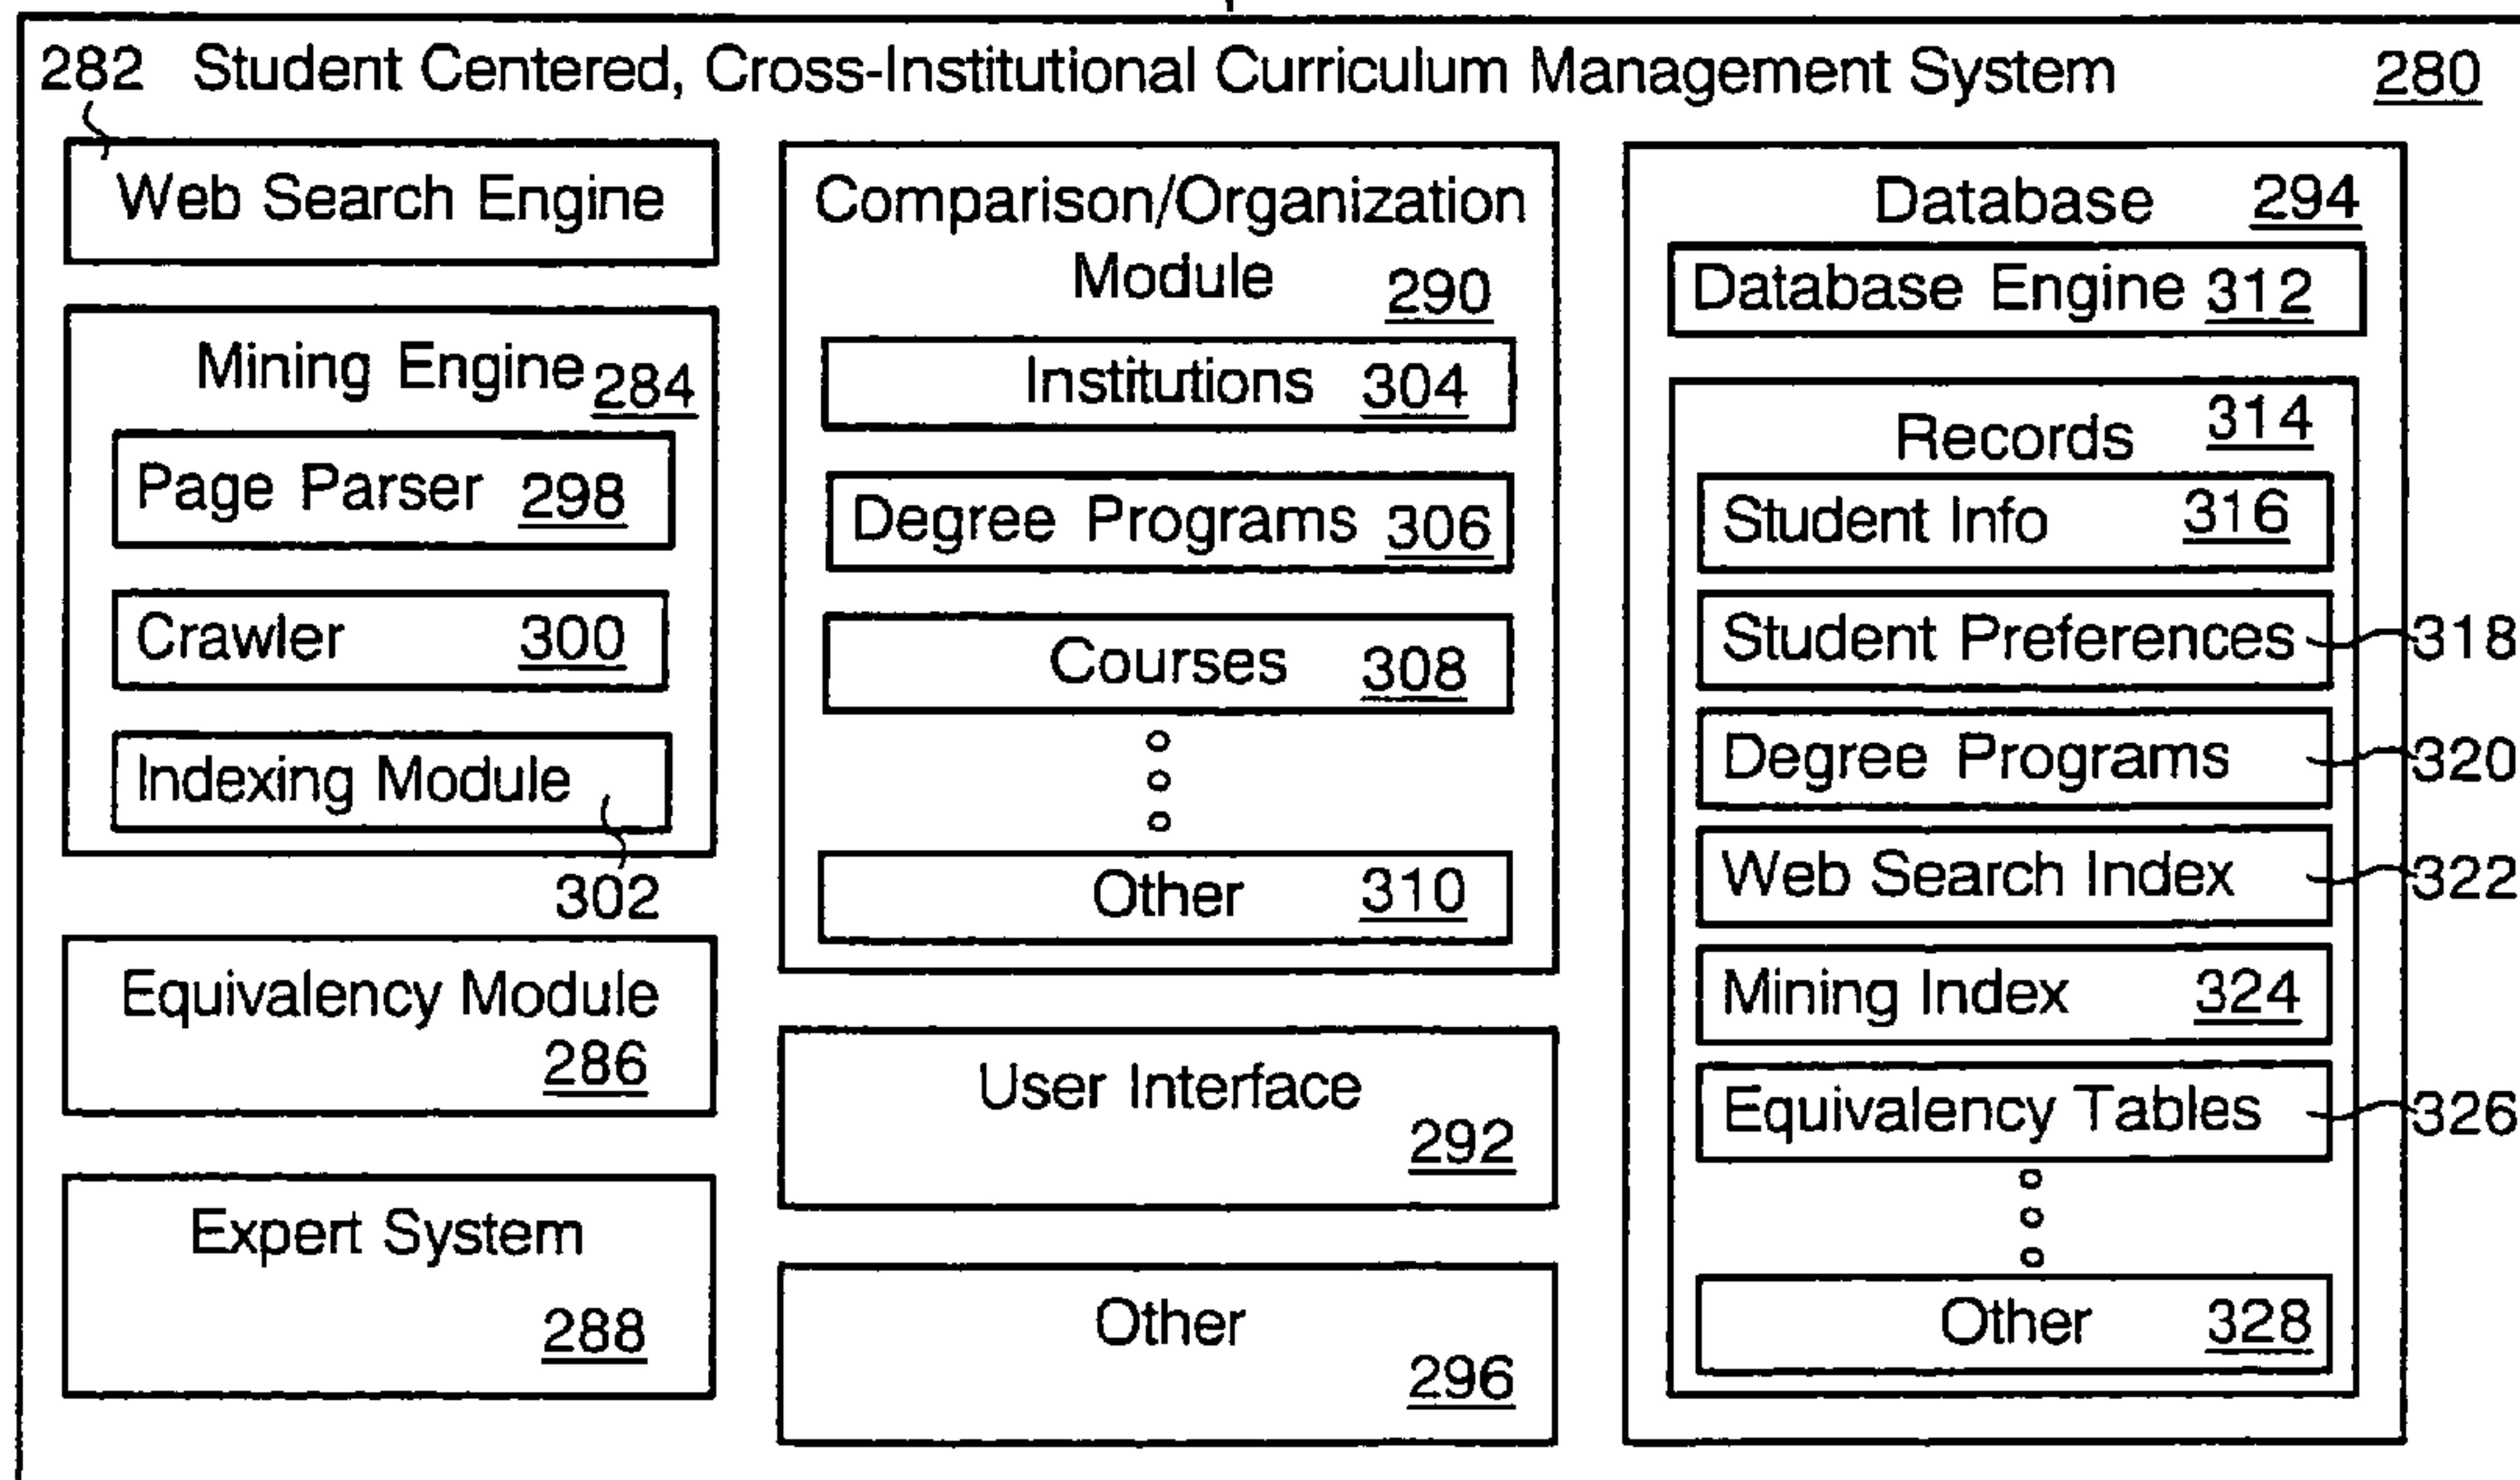 282 Student Centered, Cross-Institutional Curriculum Management System 280
Web Search Engine
Mining Engine 284
Page Parser 298
Crawler 300
Indexing Module
302
Equivalency Module
286
Expert System
288
Comparison/Organization
Module 290
Institutions 304
Degree Programs 306
Courses 308
Other 310
User Interface
292
Other
296
Database 294
Database Engine 312
Records 314
Student Info 316
Student Preferences 318
Degree Programs 320
Web Search Index 322
Mining Index 324
Equivalency Tables 326
Other 328